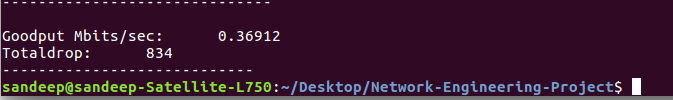 ------------------------------
Goodput Mbits/sec:      0.36912
Totaldrop:      834
----------------------------
sandeep@sandeep-Satellite-L750:~/Desktop/Network-Engineering-Project$